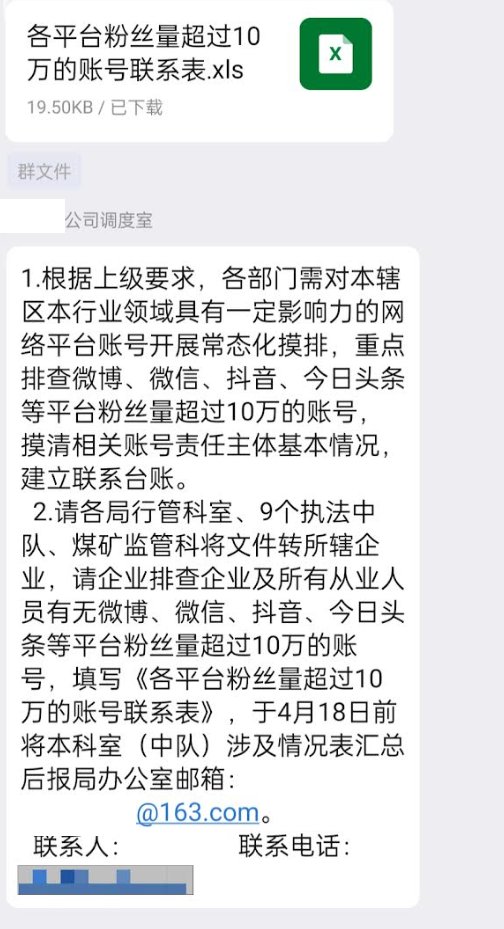 各平台粉丝量超过10
万的账号联系表.xls
X
19.50KB / 已下载
群文件
公司调度室
1.根据上级要求，各部门需对本辖
区本行业领域具有一定影响力的网
络平台账号开展常态化摸排，重点
排查微博、微信、抖音、今日头条
等平台粉丝量超过10万的账号，
摸清相关账号责任主体基本情况，
建立联系台账。
2.请各局行管科室、9个执法中
队、煤矿监管科将文件转所辖企
业，请企业排查企业及所有从业人
员有无微博、微信、抖音、今日头
条等平台粉丝量超过10万的账
号，填写《各平台粉丝量超过10
万的账号联系表》，于4月18日前
将本科室（中队）涉及情况表汇总
后报局办公室邮箱：
@163.com。
联系人： 联系电话：